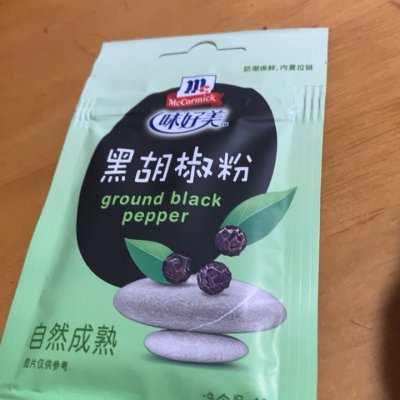 防潮保鲜,内置拉链
McCormick
味好美
黑胡椒粉
ground black
pepper
自然成熟
图片仅供参考